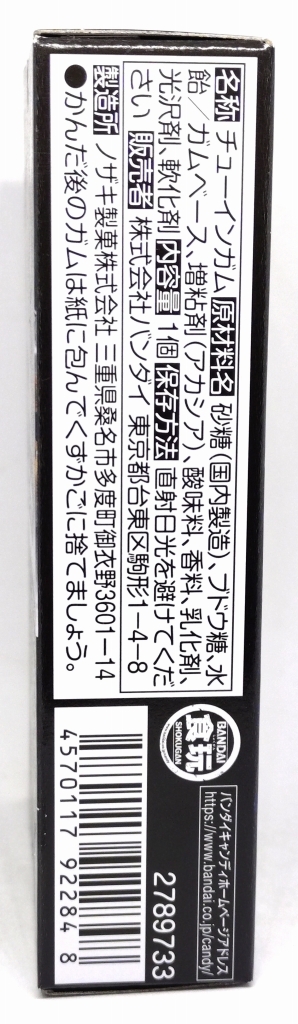 名称 チューインガム 原材料名 砂糖(国内製造)、ブドウ糖、水
飴/ガムベース、増粘剤(アカシア)、酸味料、香料、乳化剤、
光沢剤、軟化剤 内容量 1個 保存方法 直射日光を避けてくだ
さい 販売者 株式会社バンダイ 東京都台東区駒形1-4-8
製造所 ノザキ製菓株式会社 三重県桑名市多度町御衣野3601-14
●かんだ後のガムは紙に包んでくずかごに捨てましょう。
BANDAI
食玩
SHOKUGAN
バンダイキャンディホームページアドレス
https://www.bandai.co.jp/candy/
2789733
4570117 922848